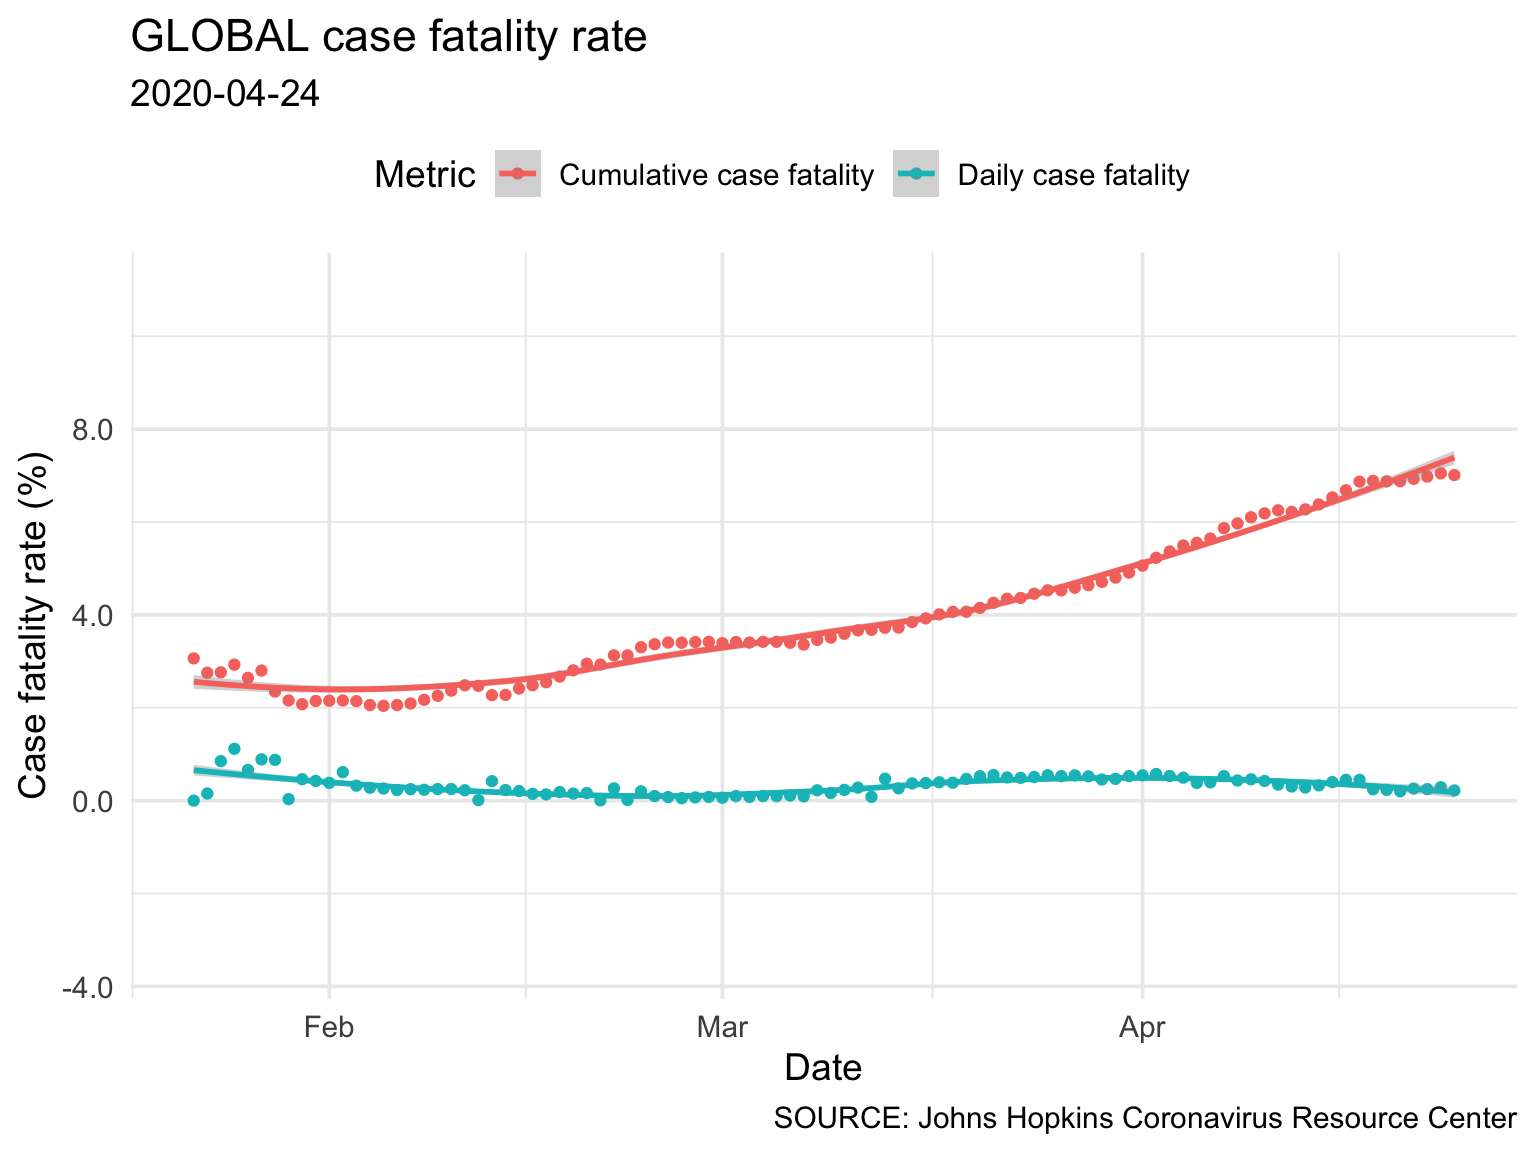 GLOBAL case fatality rate
2020-04-24
Metric Cumulative case fatality Daily case fatality
Case fatality rate (%)
8.0
4.0
0.0
-4.0
Feb Mar Apr
Date
SOURCE: Johns Hopkins Coronavirus Resource Center